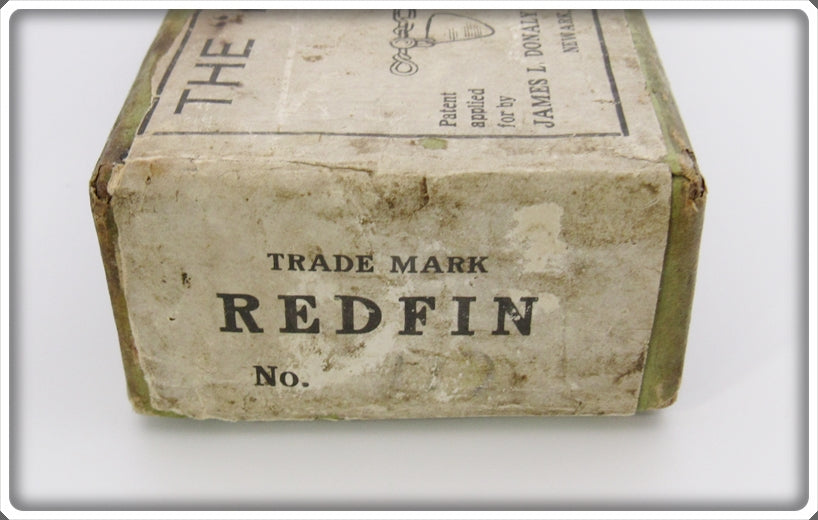 THE
Patent
applied
for by
JAMES L. DONALY
NEWARK
TRADE MARK
REDFIN
No.